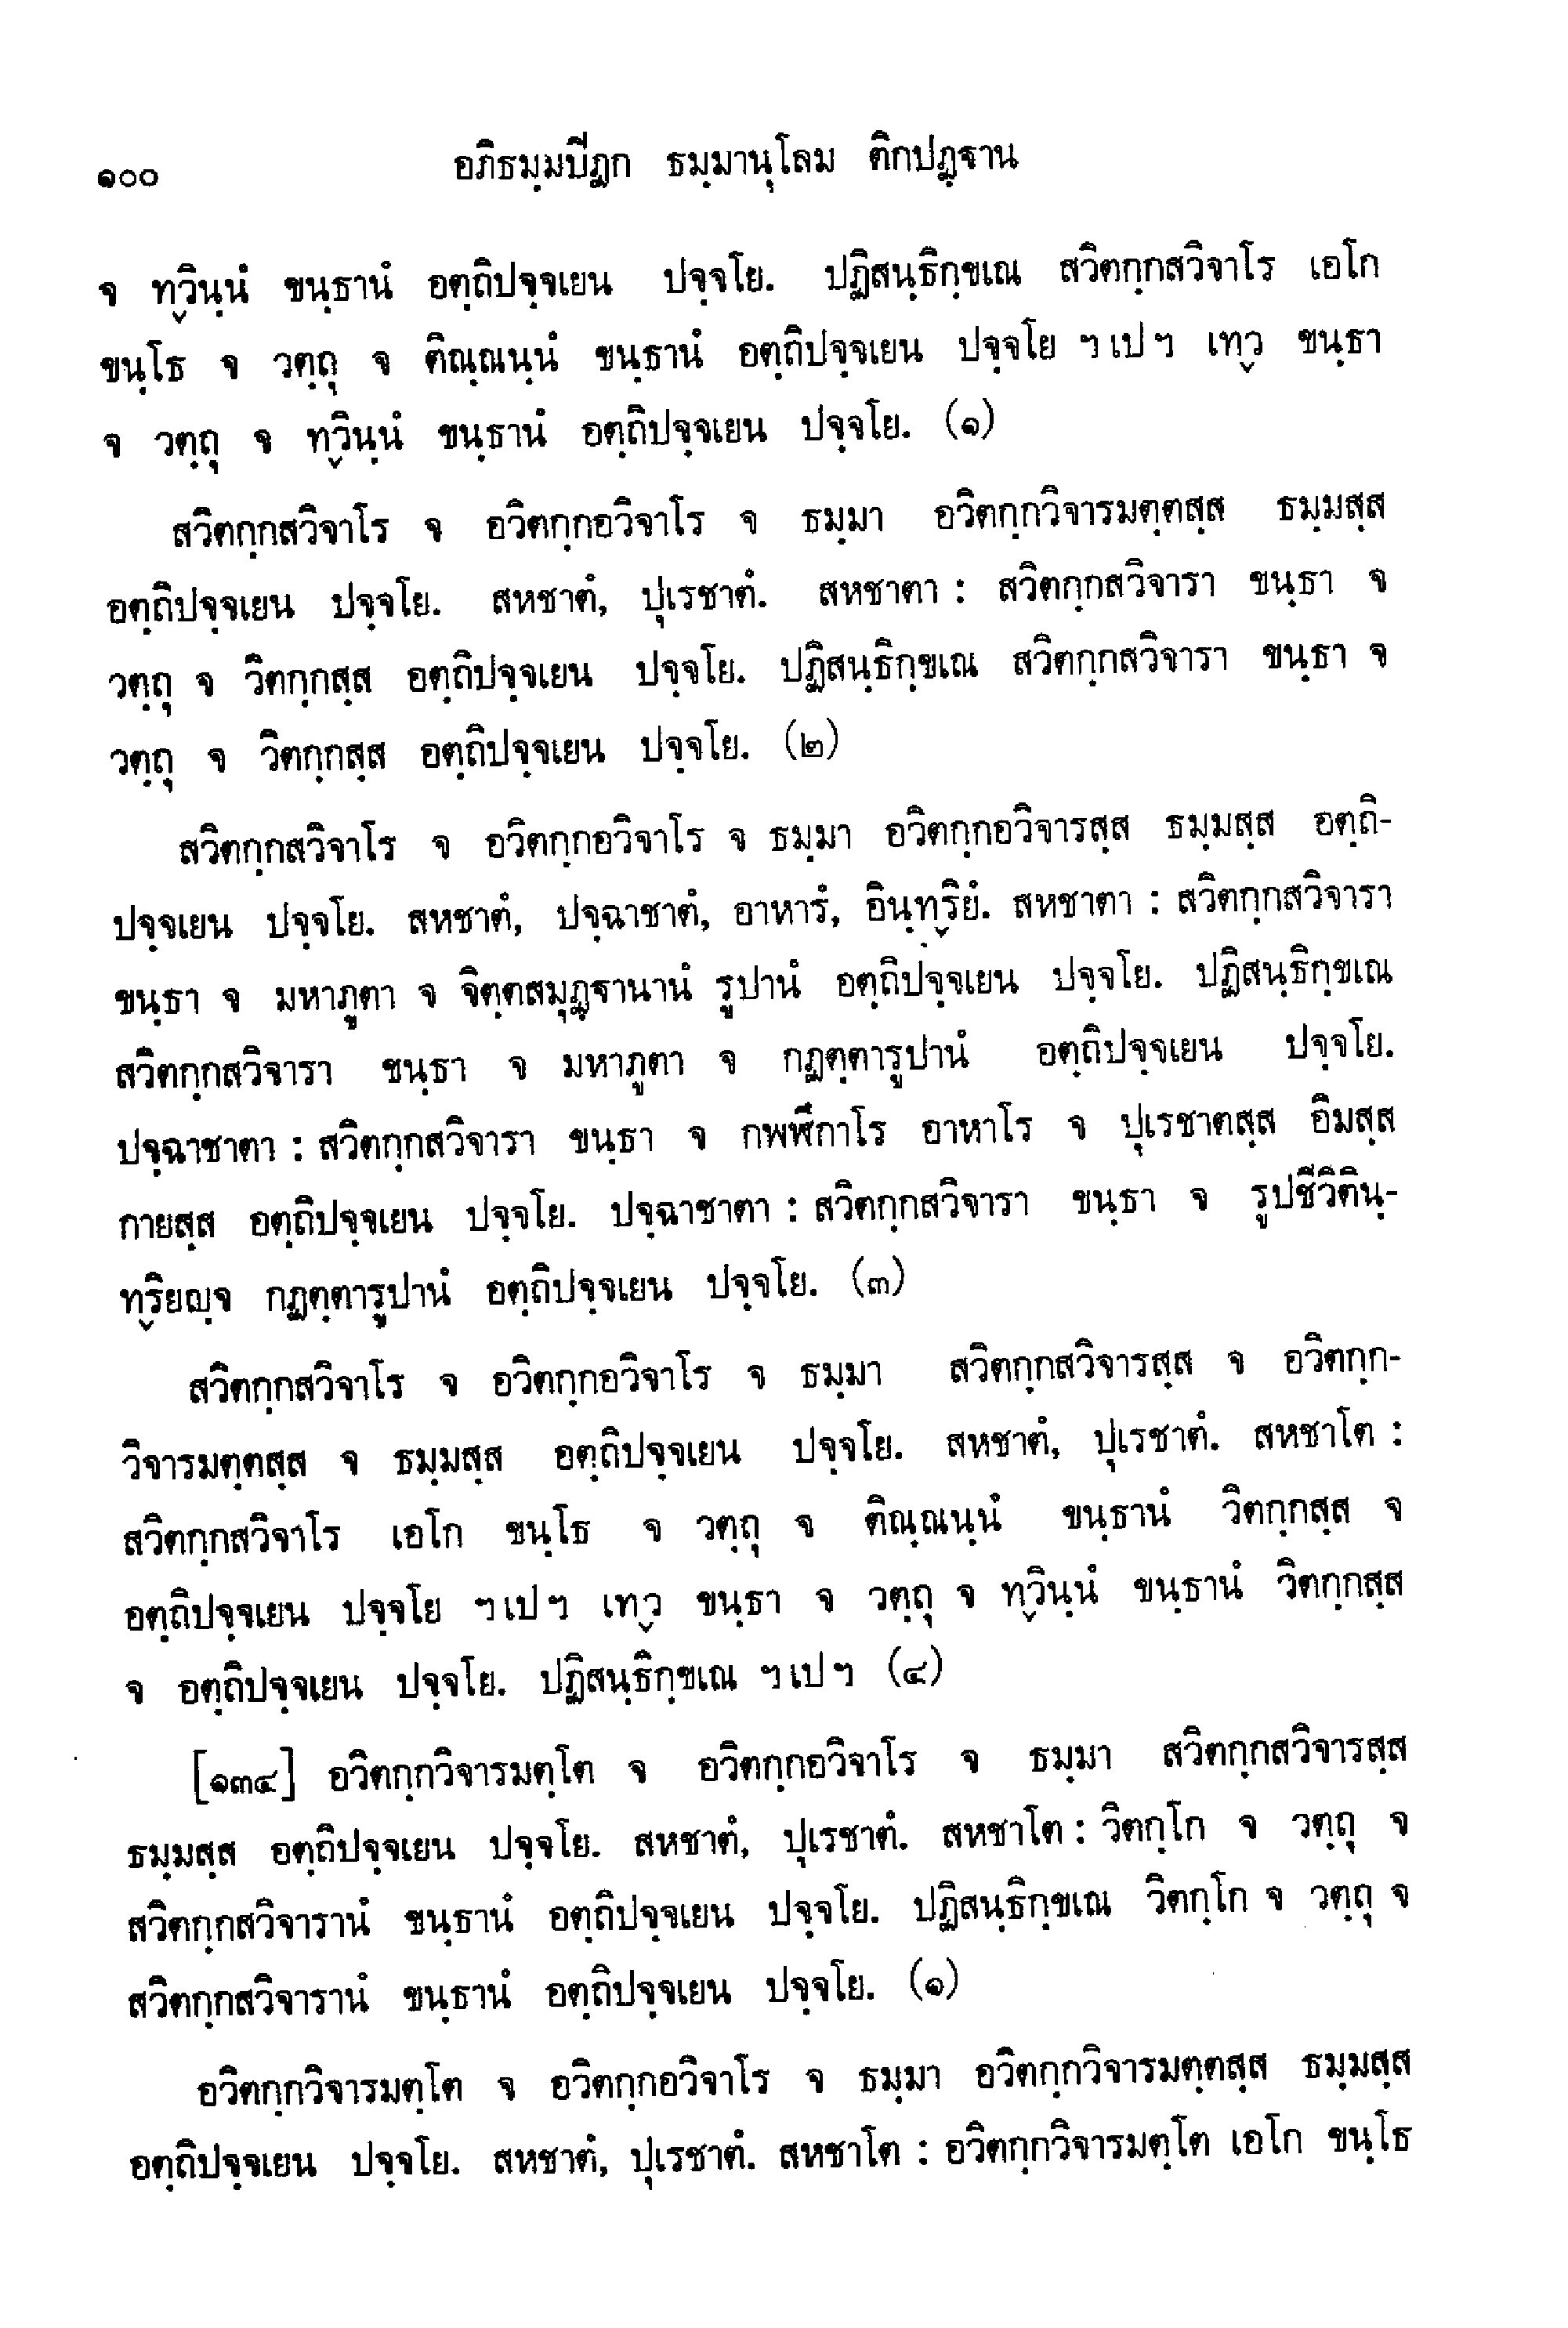 ๑๐๐ อภิธมฺมปีฏก ธมฺมานุโลม ติกปฏฺฐาน
จ ทฺวินฺนํ ขนฺธานํ อตฺถิปจฺจเยน ปจฺจโย. ปฏิสนฺธิกฺขเณ สวิตกฺกสวิจาโร เอโก
ขนฺโธ จ วตฺถุ จ ติณฺณนฺนํ ขนฺธานํ อตฺถิปจฺจเยน ปจฺจโย ฯ เป ฯ เทฺว ขนฺธา
จ วตฺถุ จ ทฺวินฺนํ ขนฺธานํ อตฺถิปจฺจเยน ปจฺจโย. (๑)
สวิตกฺกสวิจาโร จ อวิตกฺกอวิจาโร จ ธมฺมา อวิตกฺกวิจารมตฺตสฺส ธมฺมสฺส
อตฺถิปจฺจเยน ปจฺจโย. สหชาตํ, ปุเรชาตํ. สหชาตา : สวิตกฺกสวิจารา ขนฺธา จ
วตฺถุ จ วิตกฺกสฺส อตฺถิปจฺจเยน ปจฺจโย. ปฏิสนฺธิกฺขเณ สวิตกฺกสวิจารา ขนฺธา จ
วตฺถุ จ วิตกฺกสฺส อตฺถิปจฺจเยน ปจฺจโย. (๒)
สวิตกฺกสวิจาโร จ อวิตกฺกอวิจาโร จ ธมฺมา อวิตกฺกอวิจารสฺส ธมฺมสฺส อตฺถิ-
ปจฺจเยน ปจฺจโย. สหชาตํ, ปจฺฉาชาตํ, อาหารํ, อินฺทฺริยํ. สหชาตา : สวิตกฺกสวิจารา
ขนฺธา จ มหาภูตา จ จิตฺตสมุฏฺฐานานํ รูปานํ อตฺถิปจฺจเยน ปจฺจโย. ปฏิสนฺธิกฺขเณ
สวิตกฺกสวิจารา ขนฺธา จ มหาภูตา จ กฏตฺตารูปานํ อตฺถิปจฺจเยน ปจฺจโย.
ปจฺฉาชาตา : สวิตกฺกสวิจารา ขนฺธา จ กพฬีกาโร อาหาโร จ ปุเรชาตสฺส อิมสฺส
กายสฺส อตฺถิปจฺจเยน ปจฺจโย. ปจฺฉาชาตา : สวิตกฺกสวิจารา ขนฺธา จ รูปชีวิตินฺ-
ทฺริยญฺจ กฏตฺตารูปานํ อตฺถิปจฺจเยน ปจฺจโย. (๓)
สวิตกฺกสวิจาโร จ อวิตกฺกอวิจาโร จ ธมฺมา สวิตกฺกสวิจารสฺส จ อวิตกฺก-
วิจารมตฺตสฺส จ ธมฺมสฺส อตฺถิปจฺจเยน ปจฺจโย. สหชาตํ, ปุเรชาตํ. สหชาโต :
สวิตกฺกสวิจาโร เอโก ขนฺโธ จ วตฺถุ จ ติณฺณนฺนํ ขนฺธานํ วิตกฺกสฺส จ
อตฺถิปจฺจเยน ปจฺจโย ฯ เป ฯ เทฺว ขนฺธา จ วตฺถุ จ ทฺวินฺนํ ขนฺธานํ วิตกฺกสฺส
จ อตฺถิปจฺจเยน ปจฺจโย. ปฏิสนฺธิกฺขเณ ฯ เป ฯ (๔)
[๑๓๔] อวิตกฺกวิจารมตฺโต จ อวิตกฺกอวิจาโร จ ธมฺมา สวิตกฺกสวิจารสฺส
ธมฺมสฺส อตฺถิปจฺจเยน ปจฺจโย. สหชาตํ, ปุเรชาตํ. สหชาโต : วิตกฺโก จ วตฺถุ จ
สวิตกฺกสวิจารานํ ขนฺธานํ อตฺถิปจฺจเยน ปจฺจโย. ปฏิสนฺธิกฺขเณ วิตกฺโก จ วตฺถุ จ
สวิตกฺกสวิจารานํ ขนฺธานํ อตฺถิปจฺจเยน ปจฺจโย. (๑)
อวิตกฺกวิจารมตฺโต จ อวิตกฺกอวิจาโร จ ธมฺมา อวิตกฺกวิจารมตฺตสฺส ธมฺมสฺส
อตฺถิปจฺจเยน ปจฺจโย. สหชาตํ, ปุเรชาตํ. สหชาโต : อวิตกฺกวิจารมตฺโต เอโก ขนฺโธ